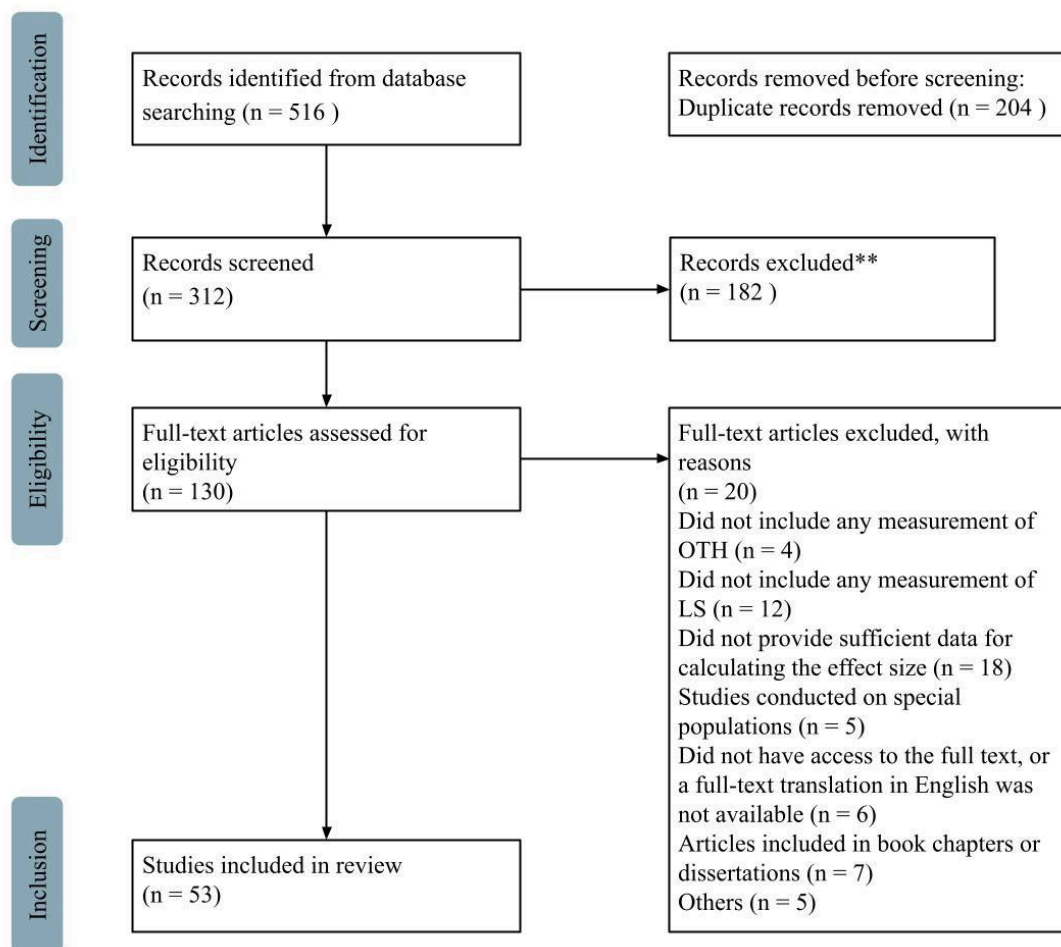 Identification
Records identified from database
searching (n = 516 )
Records removed before screening:
Duplicate records removed (n = 204 )
Screening
Records screened
(n = 312)
Records excluded**
(n = 182 )
Eligibility
Full-text articles assessed for
eligibility
(n = 130)
Full-text articles excluded, with
reasons
(n = 20)
Did not include any measurement of
OTH (n = 4)
Did not include any measurement of
LS (n = 12)
Did not provide sufficient data for
calculating the effect size (n = 18)
Studies conducted on special
populations (n = 5)
Did not have access to the full text, or
a full-text translation in English was
not available (n = 6)
Articles included in book chapters or
dissertations (n = 7)
Others (n = 5)
Inclusion
Studies included in review
(n = 53)